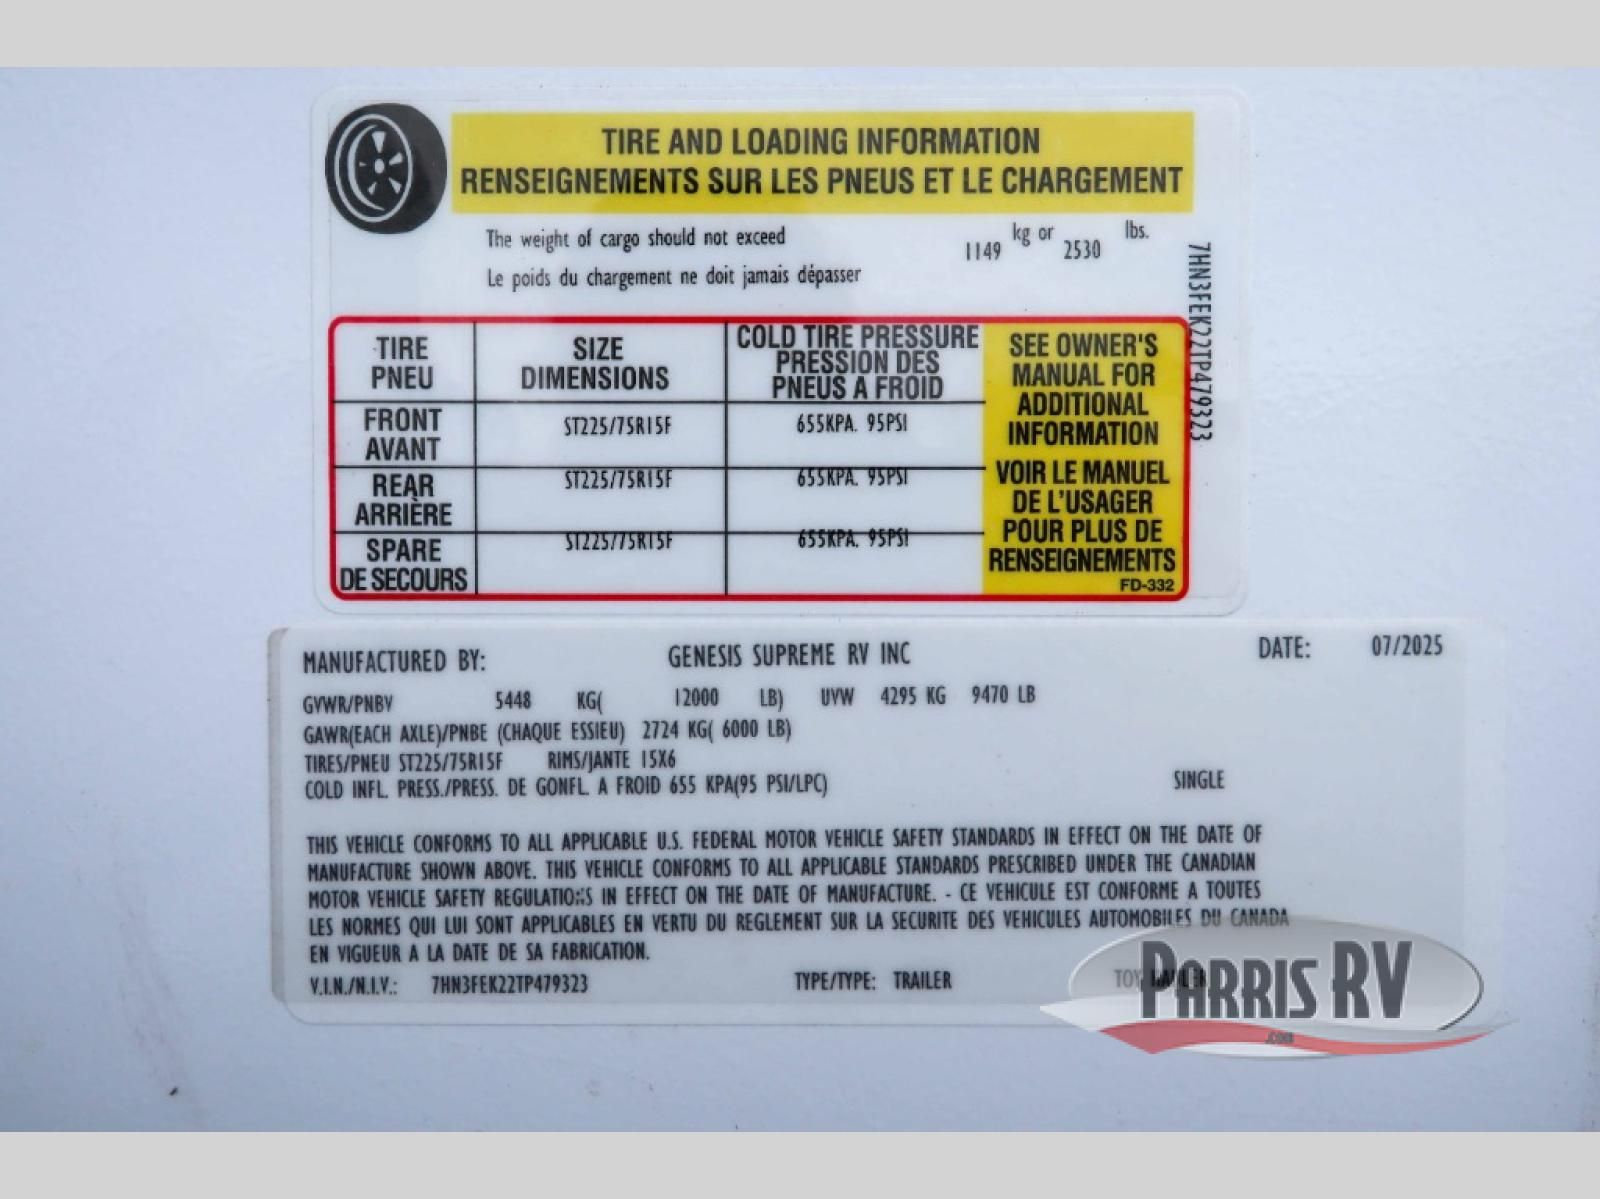 TIRE AND LOADING INFORMATION
RENSEIGNEMENTS SUR LES PNEUS ET LE CHARGEMENT
The weight of cargo should not exceed 1149 kg or 2530 lbs.
Le poids du chargement ne doit jamais dépasser
7HN3FEK22TP479323
TIRE
PNEU
SIZE
DIMENSIONS
COLD TIRE PRESSURE
PRESSION DES
PNEUS A FROID
FRONT
AVANT
ST225/75R15F
655KPA. 95PSI
REAR
ARRIÈRE
ST225/75R15F
655KPA. 95PSI
SPARE
DE SECOURS
ST225/75R15F
655KPA. 95PSI
SEE OWNER'S
MANUAL FOR
ADDITIONAL
INFORMATION
VOIR LE MANUEL
DE L'USAGER
POUR PLUS DE
RENSEIGNEMENTS
FD-332
MANUFACTURED BY: GENESIS SUPREME RV INC DATE: 07/2025
GVWR/PNBV 5448 KG( 12000 LB) UVW 4295 KG 9470 LB
GAWR(EACH AXLE)/PNBE (CHAQUE ESSIEU) 2724 KG( 6000 LB)
TIRES/PNEU ST225/75R15F RIMS/JANTE 15X6
COLD INFL. PRESS./PRESS. DE GONFL. A FROID 655 KPA(95 PSI/LPC) SINGLE
THIS VEHICLE CONFORMS TO ALL APPLICABLE U.S. FEDERAL MOTOR VEHICLE SAFETY STANDARDS IN EFFECT ON THE DATE OF
MANUFACTURE SHOWN ABOVE. THIS VEHICLE CONFORMS TO ALL APPLICABLE STANDARDS PRESCRIBED UNDER THE CANADIAN
MOTOR VEHICLE SAFETY REGULATIONS IN EFFECT ON THE DATE OF MANUFACTURE. - CE VEHICULE EST CONFORME A TOUTES
LES NORMES QUI LUI SONT APPLICABLES EN VERTU DU REGLEMENT SUR LA SECURITE DES VEHICULES AUTOMOBILES DU CANADA
EN VIGUEUR A LA DATE DE SA FABRICATION.
V.I.N./N.I.V.: 7HN3FEK22TP479323 TYPE/TYPE: TRAILER TOY HAULER
PARRIS RV
.COM